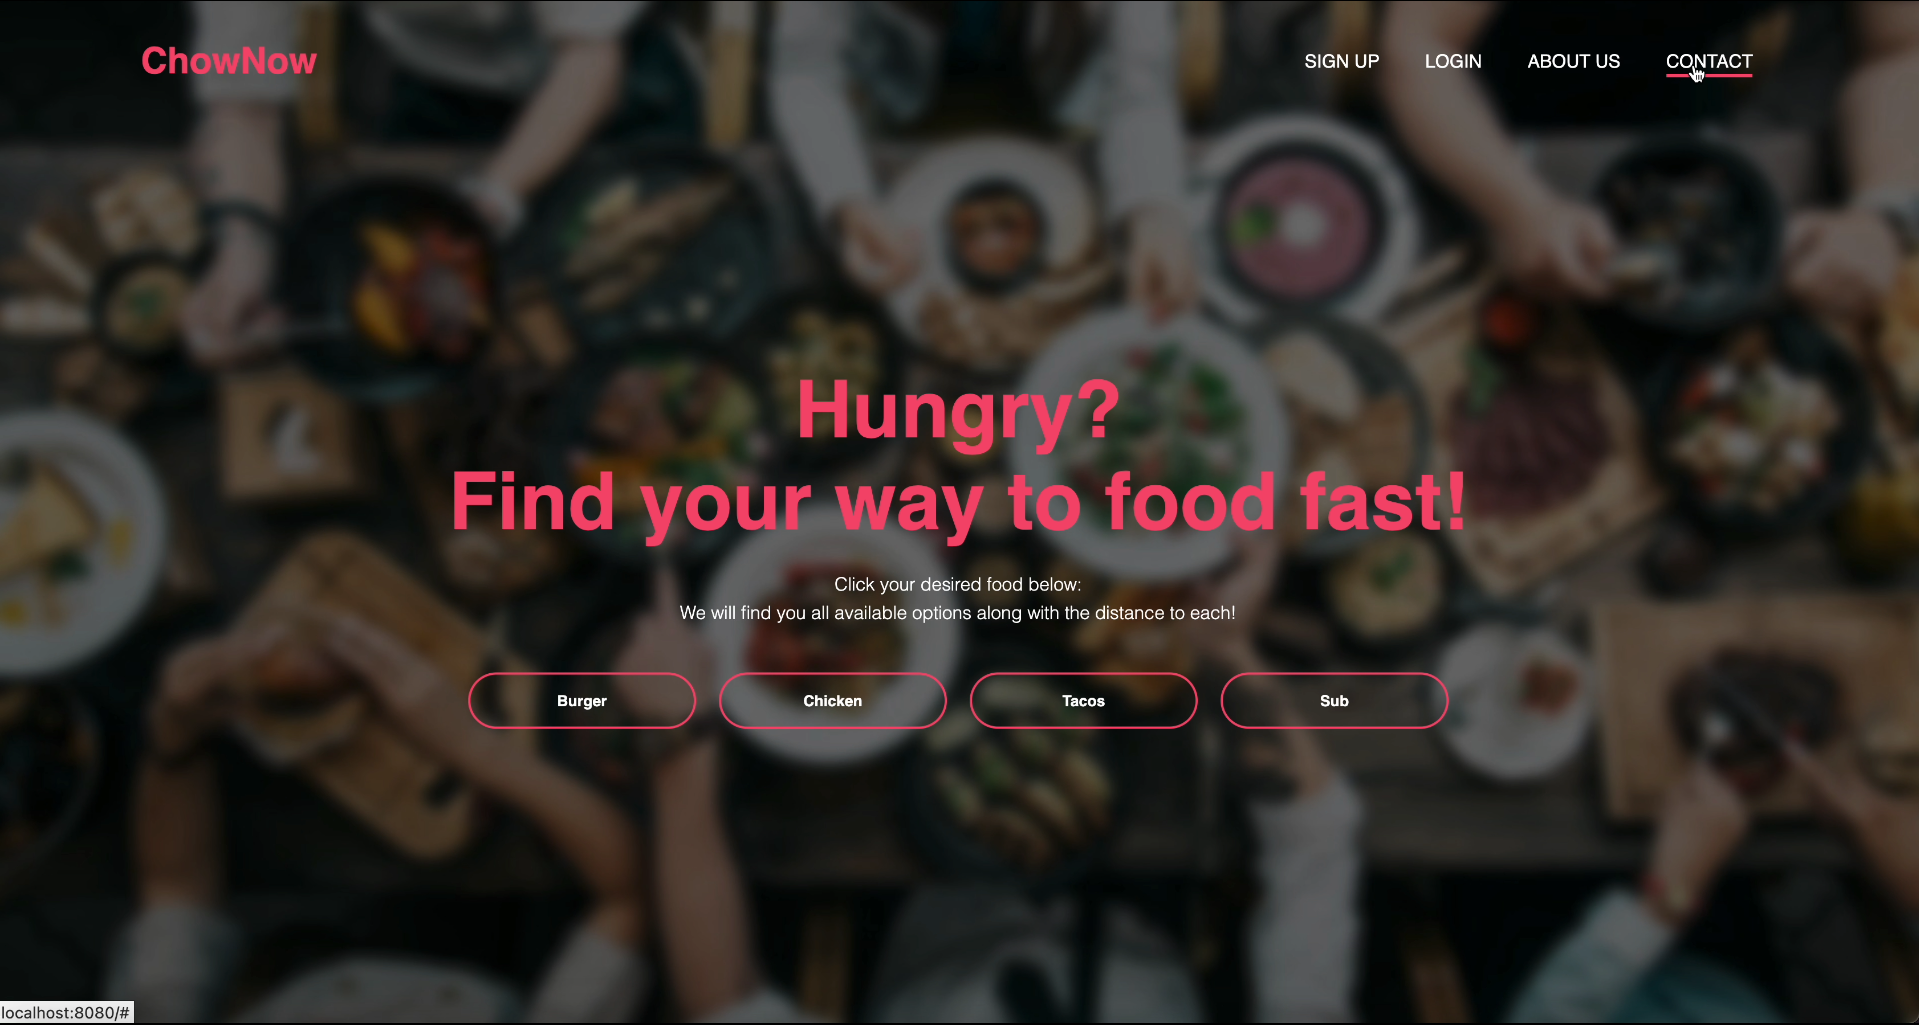 ChowNow
SIGN UP LOGIN ABOUT US CONTACT
Hungry?
Find your way to food fast!
Click your desired food below:
We will find you all available options along with the distance to each!
Burger Chicken Tacos Sub
localhost:8080/#